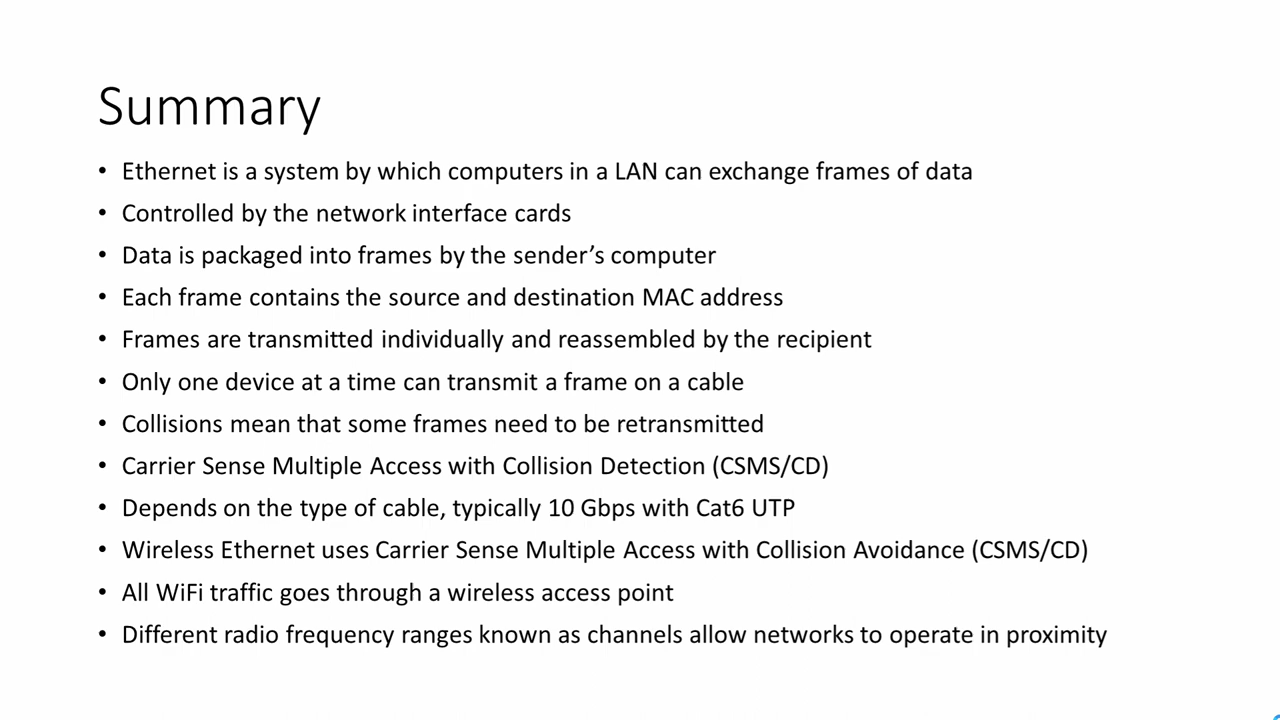 Summary
• Ethernet is a system by which computers in a LAN can exchange frames of data
• Controlled by the network interface cards
• Data is packaged into frames by the sender’s computer
• Each frame contains the source and destination MAC address
• Frames are transmitted individually and reassembled by the recipient
• Only one device at a time can transmit a frame on a cable
• Collisions mean that some frames need to be retransmitted
• Carrier Sense Multiple Access with Collision Detection (CSMS/CD)
• Depends on the type of cable, typically 10 Gbps with Cat6 UTP
• Wireless Ethernet uses Carrier Sense Multiple Access with Collision Avoidance (CSMS/CD)
• All WiFi traffic goes through a wireless access point
• Different radio frequency ranges known as channels allow networks to operate in proximity